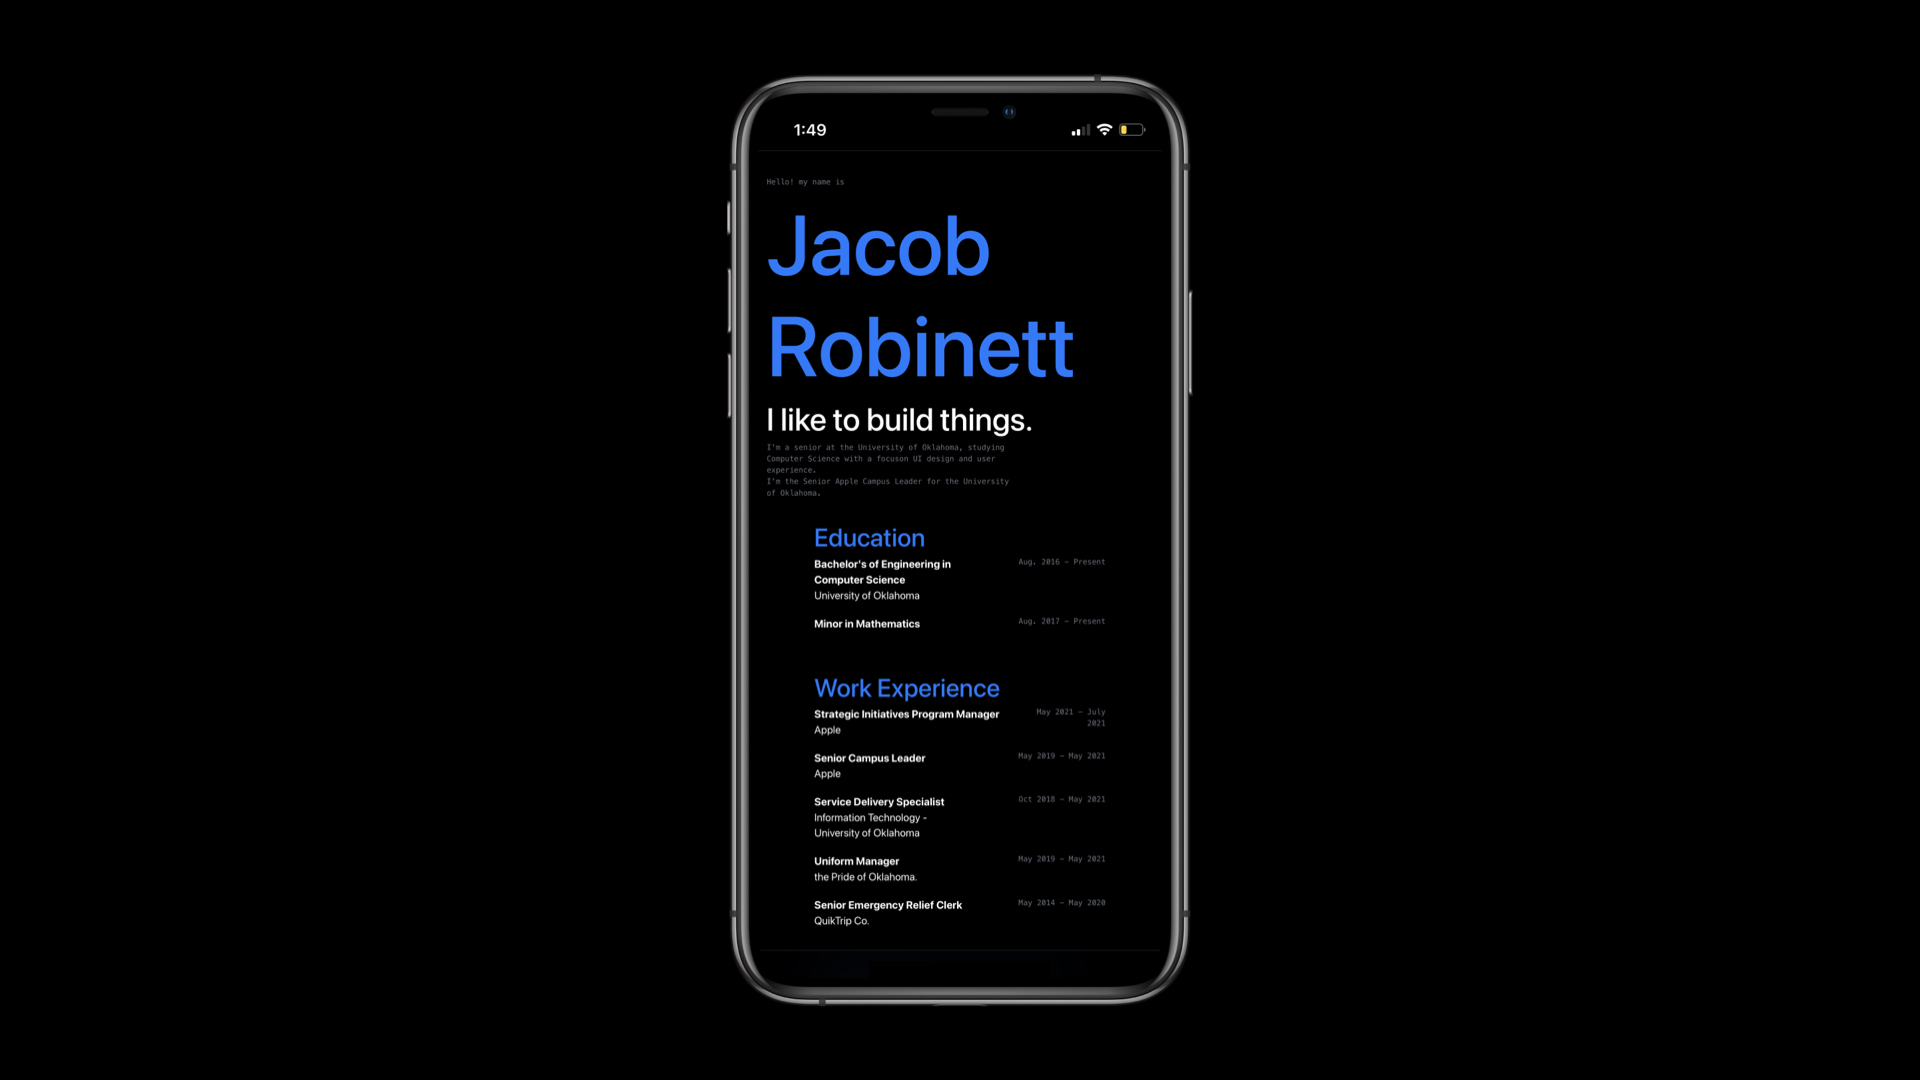 1:49
Hello! my name is
Jacob
Robinett
I like to build things.
I'm a senior at the University of Oklahoma, studying
Computer Science with a focuson UI design and user
experience.
I'm the Senior Apple Campus Leader for the University
of Oklahoma.
Education
Bachelor's of Engineering in
Computer Science
University of Oklahoma
Aug. 2016 – Present
Minor in Mathematics
Aug. 2017 – Present
Work Experience
Strategic Initiatives Program Manager
Apple
May 2021 – July
2021
Senior Campus Leader
Apple
May 2019 – May 2021
Service Delivery Specialist
Information Technology -
University of Oklahoma
Oct 2018 – May 2021
Uniform Manager
the Pride of Oklahoma.
May 2019 – May 2021
Senior Emergency Relief Clerk
QuikTrip Co.
May 2014 – May 2020